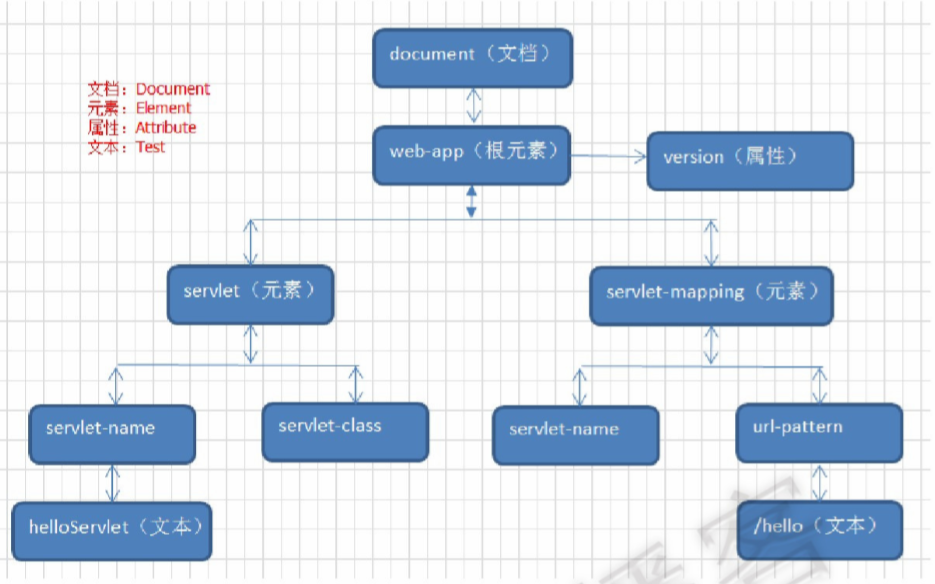 document（文档）
文档：Document
元素：Element
属性：Attribute
文本：Test
web-app（根元素）
version（属性）
servlet（元素）
servlet-mapping（元素）
servlet-name
servlet-class
servlet-name
url-pattern
helloServlet（文本）
/hello（文本）
客